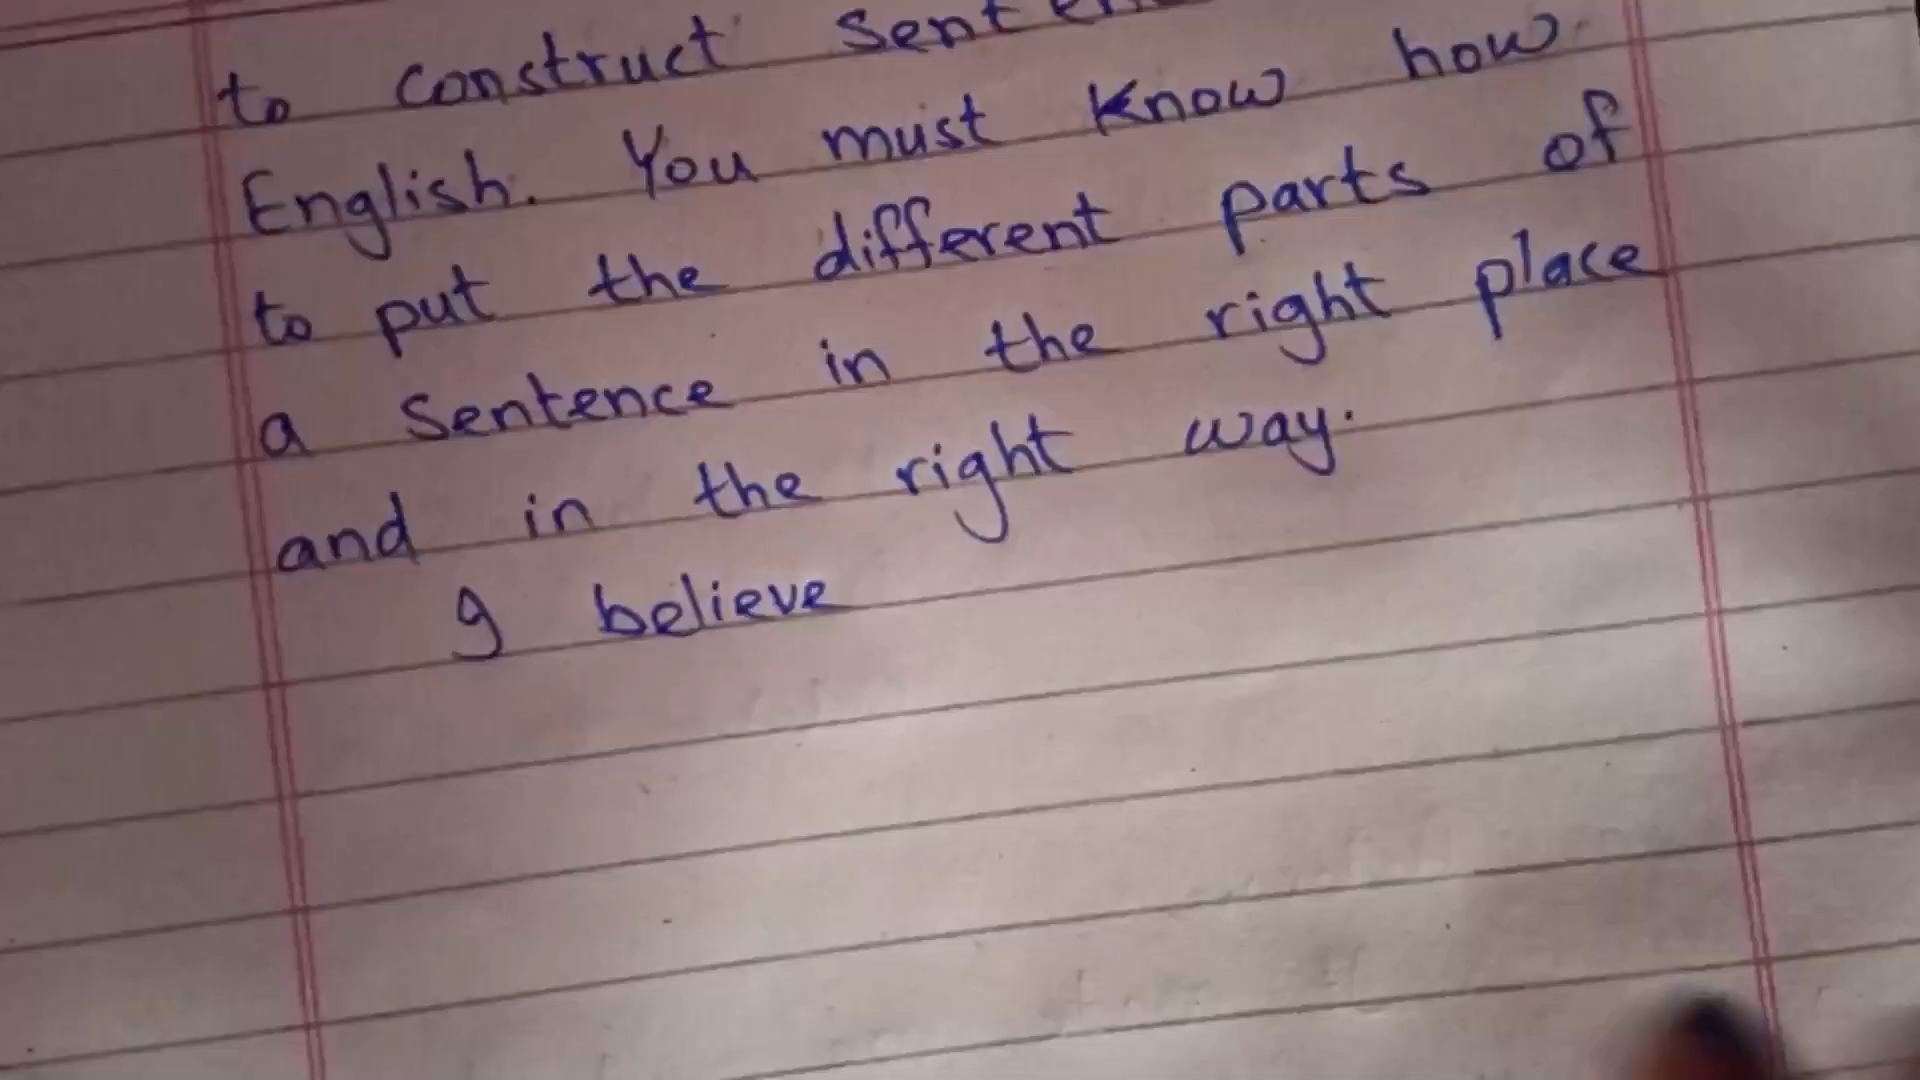 to construct
English. You must know how
to put the different parts of
a sentence in the right place
and in the right way.
I believe